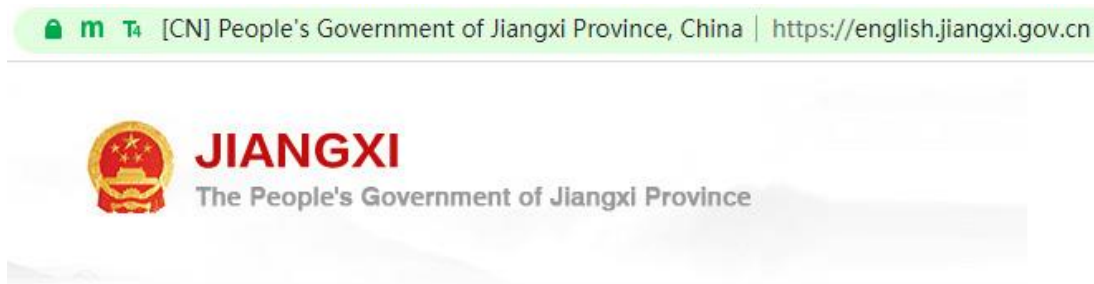 m T4 [CN] People's Government of Jiangxi Province, China | https://english.jiangxi.gov.cn
JIANGXI
The People's Government of Jiangxi Province